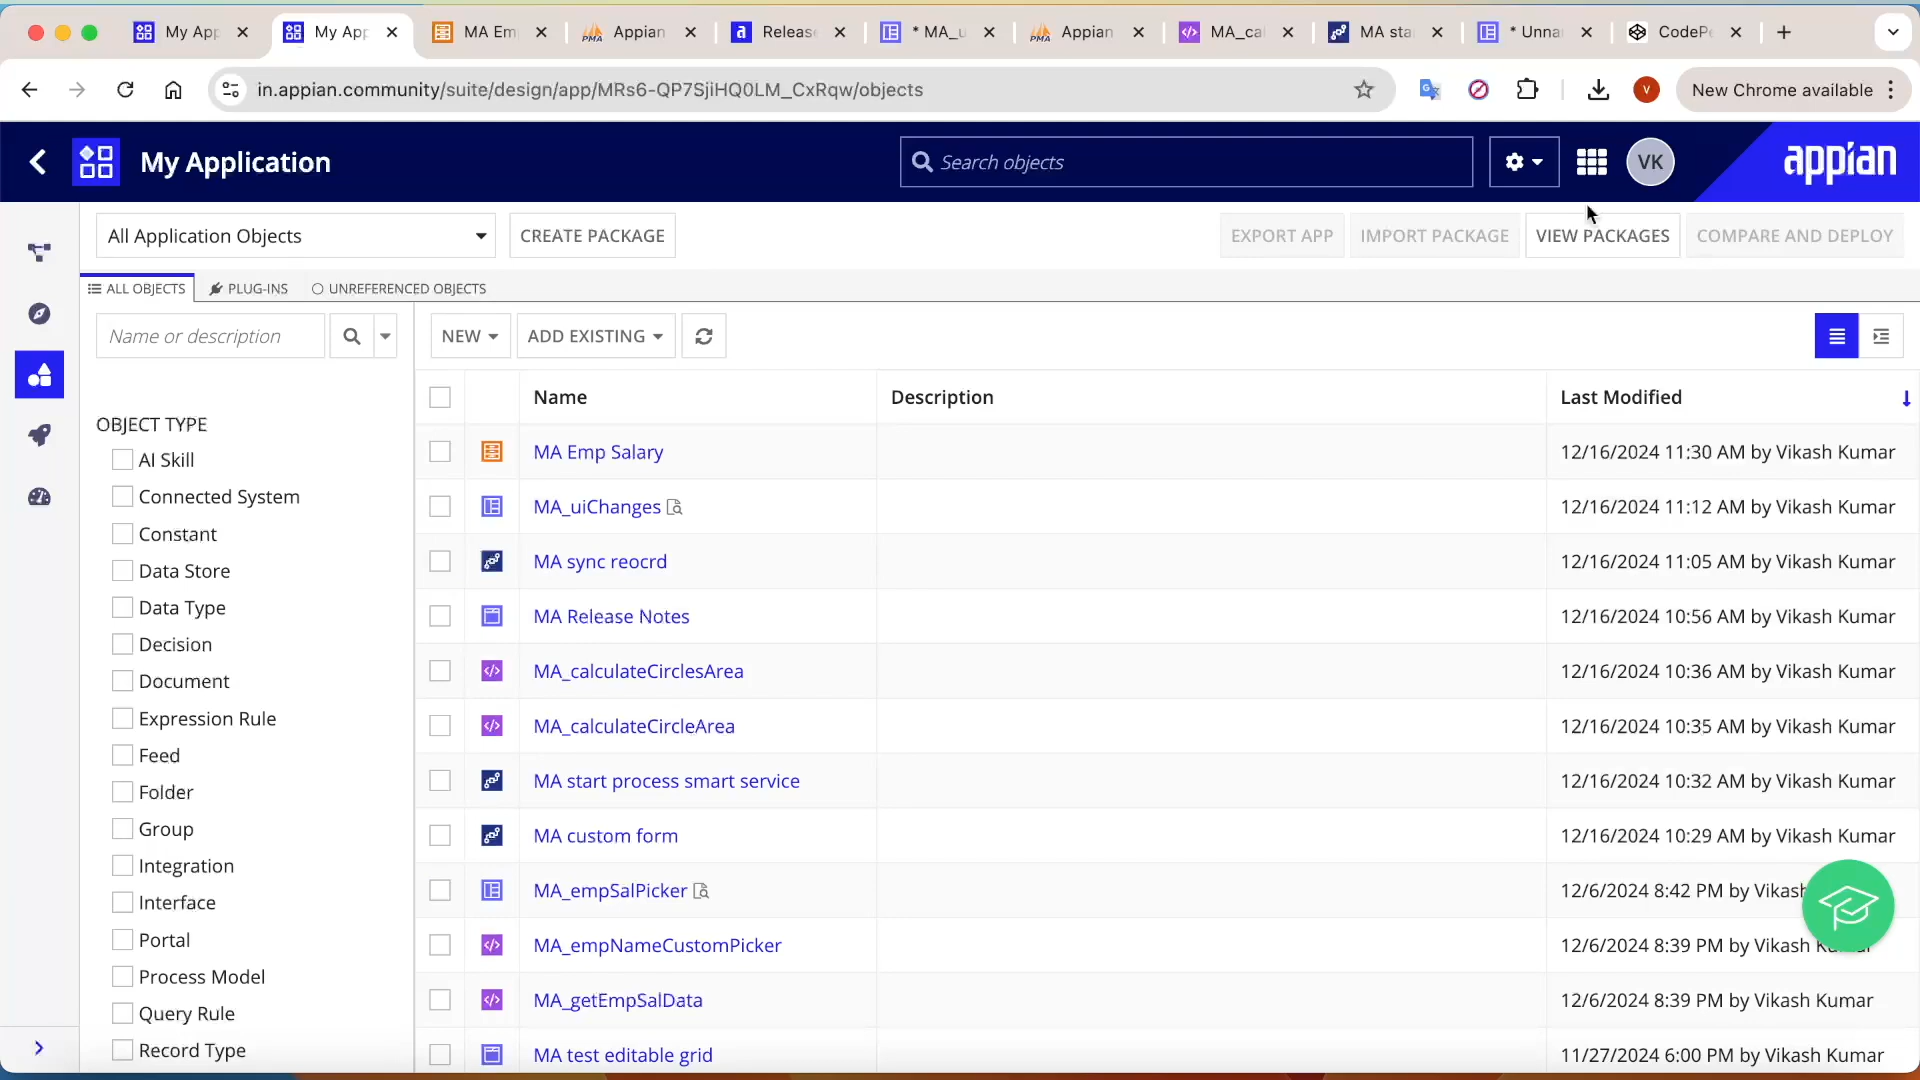 My App
My App
MA Em
Appian
Release
* MA_u
Appian
MA_cal
MA sta
* Unna
CodePe
in.appian.community/suite/design/app/MRs6-QP7SjiHQ0LM_CxRqw/objects
V
New Chrome available
My Application
Search objects
VK
appian
All Application Objects
CREATE PACKAGE
EXPORT APP
IMPORT PACKAGE
VIEW PACKAGES
COMPARE AND DEPLOY
ALL OBJECTS
PLUG-INS
UNREFERENCED OBJECTS
Name or description
NEW
ADD EXISTING
OBJECT TYPE
AI Skill
Connected System
Constant
Data Store
Data Type
Decision
Document
Expression Rule
Feed
Folder
Group
Integration
Interface
Portal
Process Model
Query Rule
Record Type
Name Description Last Modified
MA Emp Salary 12/16/2024 11:30 AM by Vikash Kumar
MA_uiChanges 12/16/2024 11:12 AM by Vikash Kumar
MA sync reocrd 12/16/2024 11:05 AM by Vikash Kumar
MA Release Notes 12/16/2024 10:56 AM by Vikash Kumar
MA_calculateCirclesArea 12/16/2024 10:36 AM by Vikash Kumar
MA_calculateCircleArea 12/16/2024 10:35 AM by Vikash Kumar
MA start process smart service 12/16/2024 10:32 AM by Vikash Kumar
MA custom form 12/16/2024 10:29 AM by Vikash Kumar
MA_empSalPicker 12/6/2024 8:42 PM by Vikash
MA_empNameCustomPicker 12/6/2024 8:39 PM by Vikash
MA_getEmpSalData 12/6/2024 8:39 PM by Vikash Kumar
MA test editable grid 11/27/2024 6:00 PM by Vikash Kumar